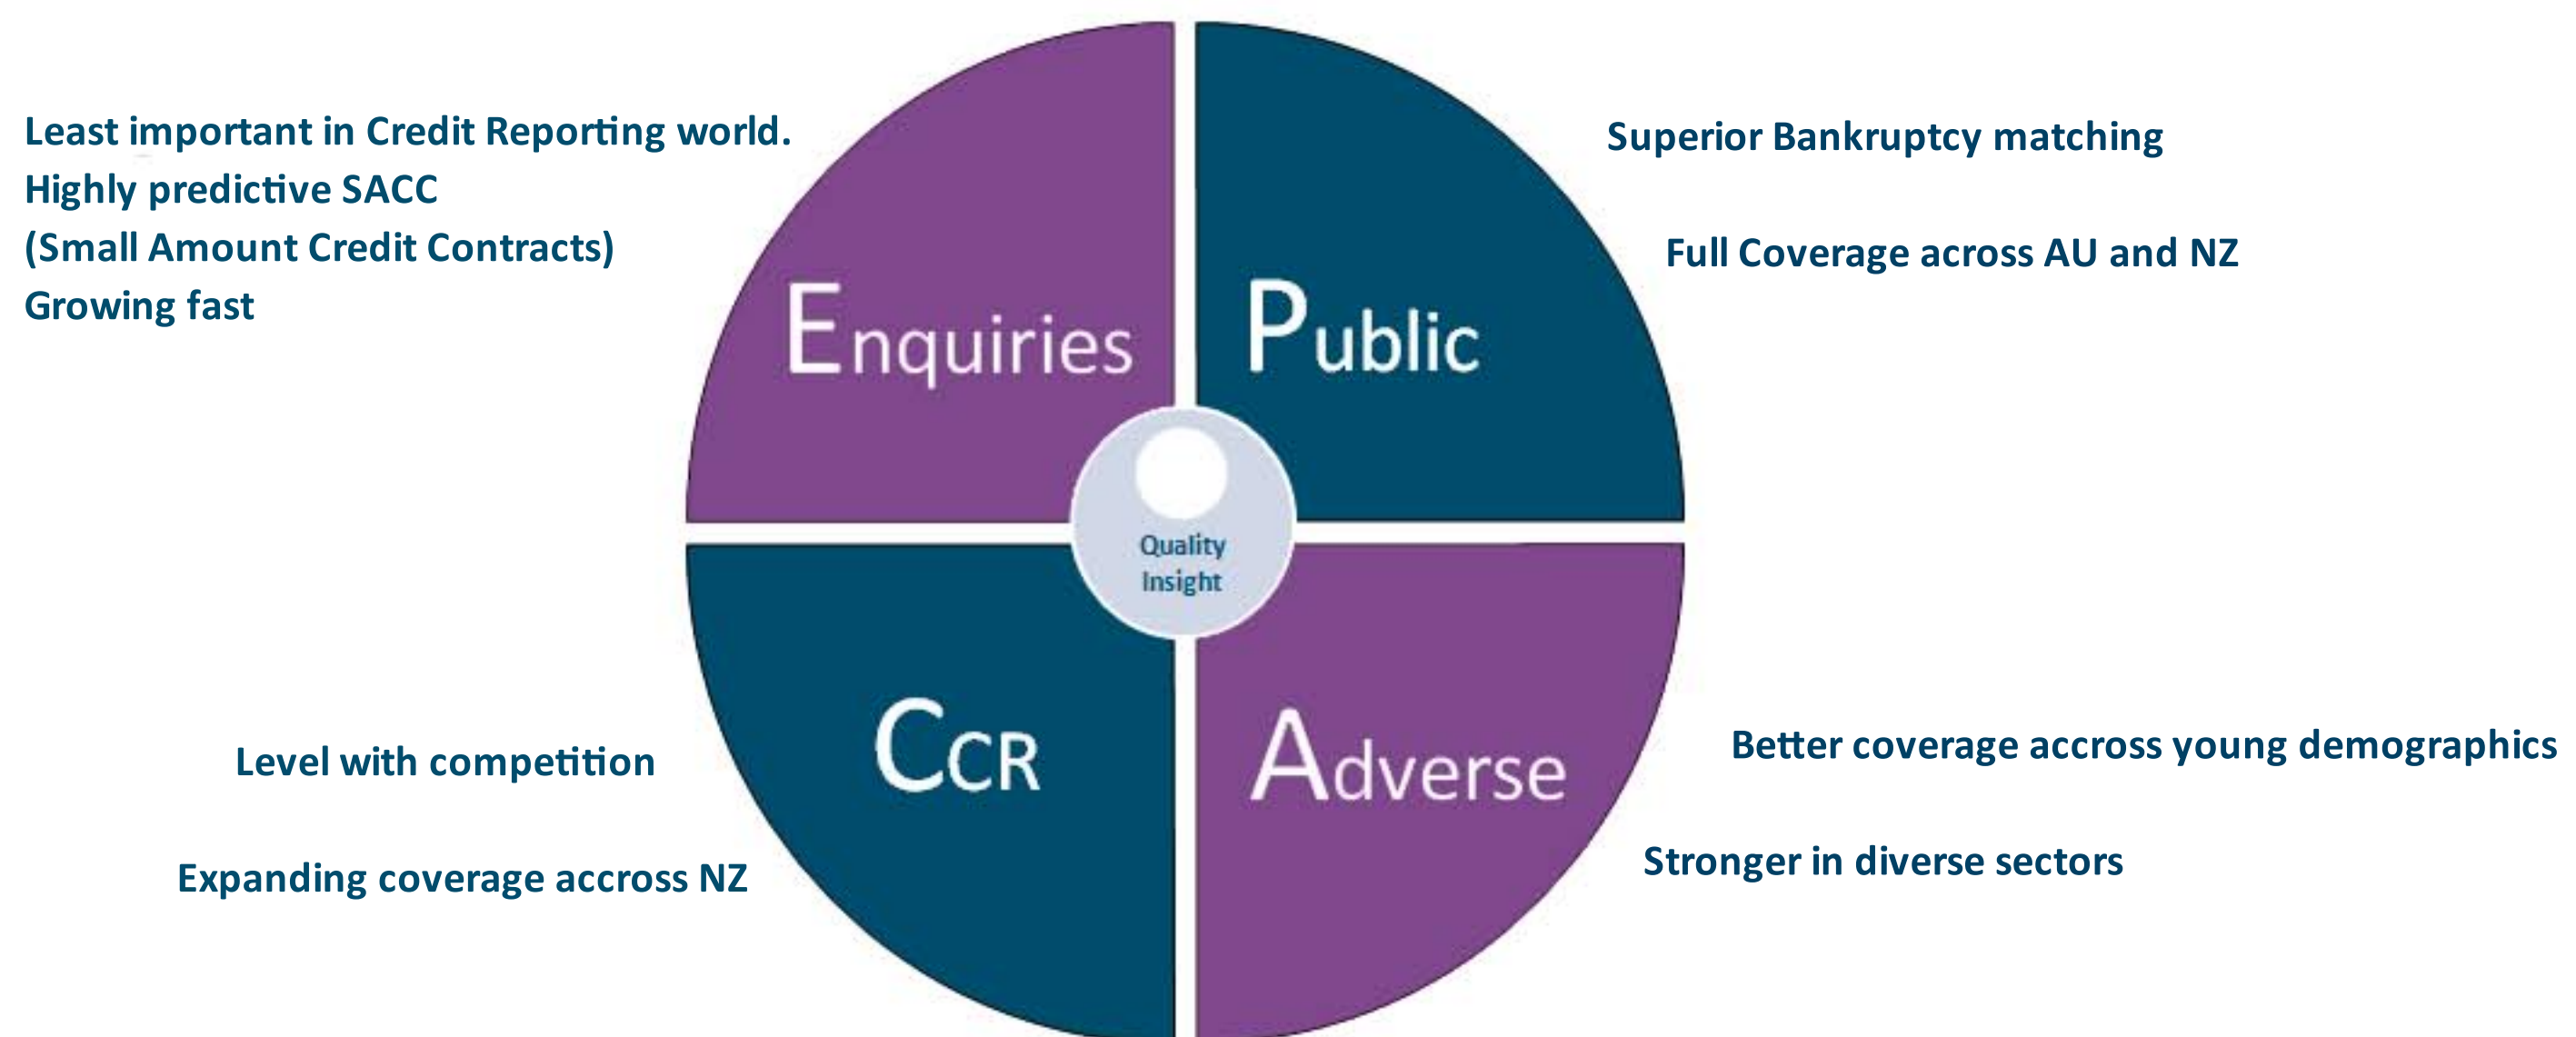 Least important in Credit Reporting world.
Highly predictive SACC
(Small Amount Credit Contracts)
Growing fast
Enquiries
Public
Superior Bankruptcy matching
Full Coverage across AU and NZ
Quality
Insight
Level with competition
Expanding coverage accross NZ
CCR
Adverse
Better coverage accross young demographics
Stronger in diverse sectors